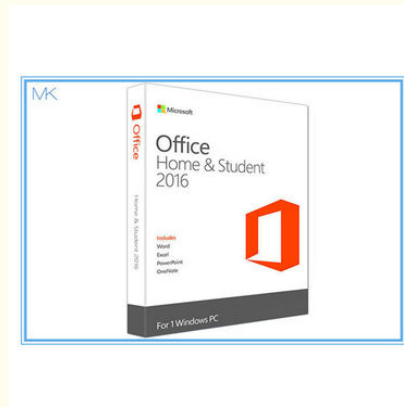 MK
Microsoft
Office
Home & Student
2016
Includes
Word
Excel
PowerPoint
OneNote
For 1 Windows PC
Office
Home & Student 2016